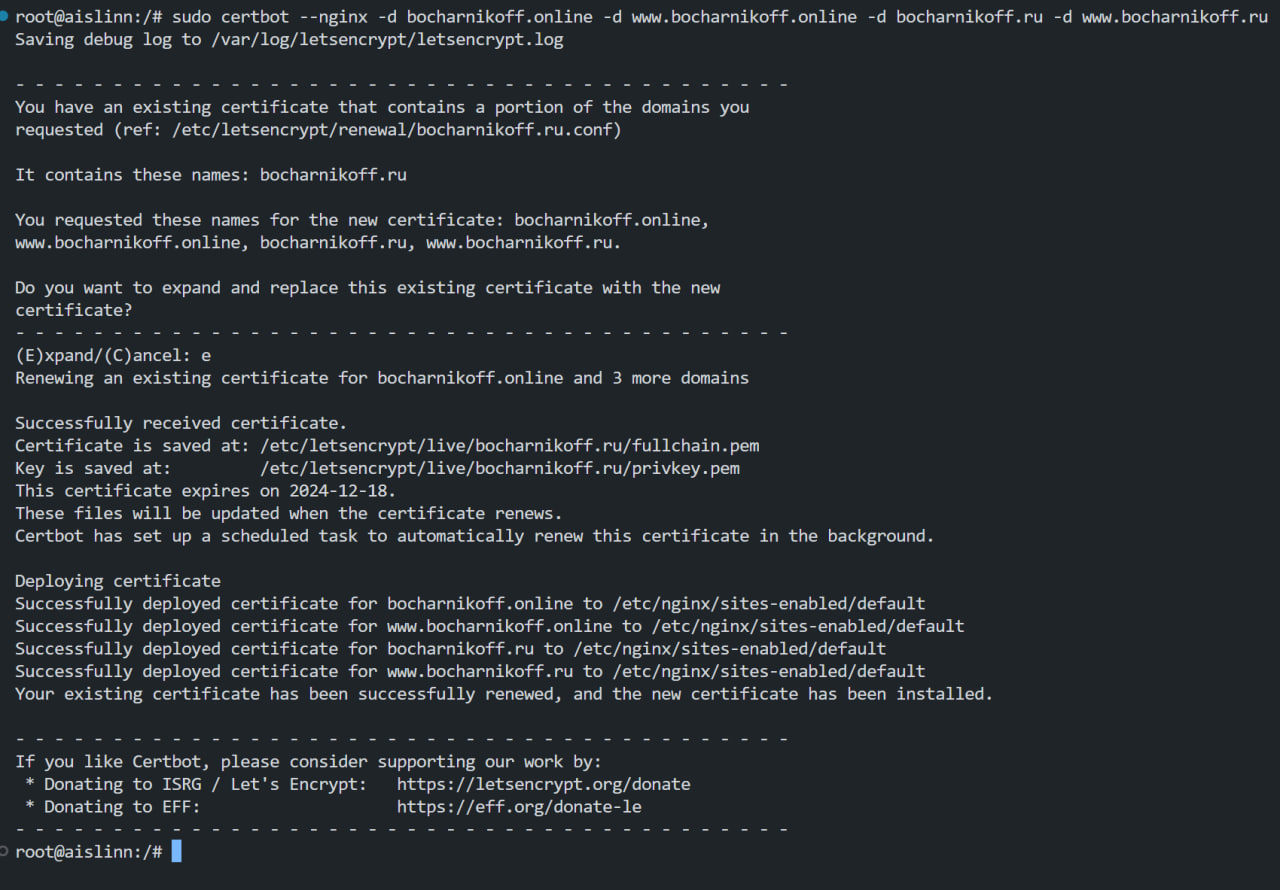 root@aislinn:/# sudo certbot --nginx -d bocharnikoff.online -d www.bocharnikoff.online -d bocharnikoff.ru -d www.bocharnikoff.ru
Saving debug log to /var/log/letsencrypt/letsencrypt.log
- - - - - - - - - - - - - - - - - - - - - - - - - - - - - - - - - - - - - - - -
You have an existing certificate that contains a portion of the domains you
requested (ref: /etc/letsencrypt/renewal/bocharnikoff.ru.conf)
It contains these names: bocharnikoff.ru
You requested these names for the new certificate: bocharnikoff.online,
www.bocharnikoff.online, bocharnikoff.ru, www.bocharnikoff.ru.
Do you want to expand and replace this existing certificate with the new
certificate?
- - - - - - - - - - - - - - - - - - - - - - - - - - - - - - - - - - - - - - - -
(E)xpand/(C)ancel: e
Renewing an existing certificate for bocharnikoff.online and 3 more domains
Successfully received certificate.
Certificate is saved at: /etc/letsencrypt/live/bocharnikoff.ru/fullchain.pem
Key is saved at:         /etc/letsencrypt/live/bocharnikoff.ru/privkey.pem
This certificate expires on 2024-12-18.
These files will be updated when the certificate renews.
Certbot has set up a scheduled task to automatically renew this certificate in the background.
Deploying certificate
Successfully deployed certificate for bocharnikoff.online to /etc/nginx/sites-enabled/default
Successfully deployed certificate for www.bocharnikoff.online to /etc/nginx/sites-enabled/default
Successfully deployed certificate for bocharnikoff.ru to /etc/nginx/sites-enabled/default
Successfully deployed certificate for www.bocharnikoff.ru to /etc/nginx/sites-enabled/default
Your existing certificate has been successfully renewed, and the new certificate has been installed.
- - - - - - - - - - - - - - - - - - - - - - - - - - - - - - - - - - - - - - - -
If you like Certbot, please consider supporting our work by:
 * Donating to ISRG / Let's Encrypt:   https://letsencrypt.org/donate
 * Donating to EFF:                    https://eff.org/donate-le
- - - - - - - - - - - - - - - - - - - - - - - - - - - - - - - - - - - - - - - -
root@aislinn:/#